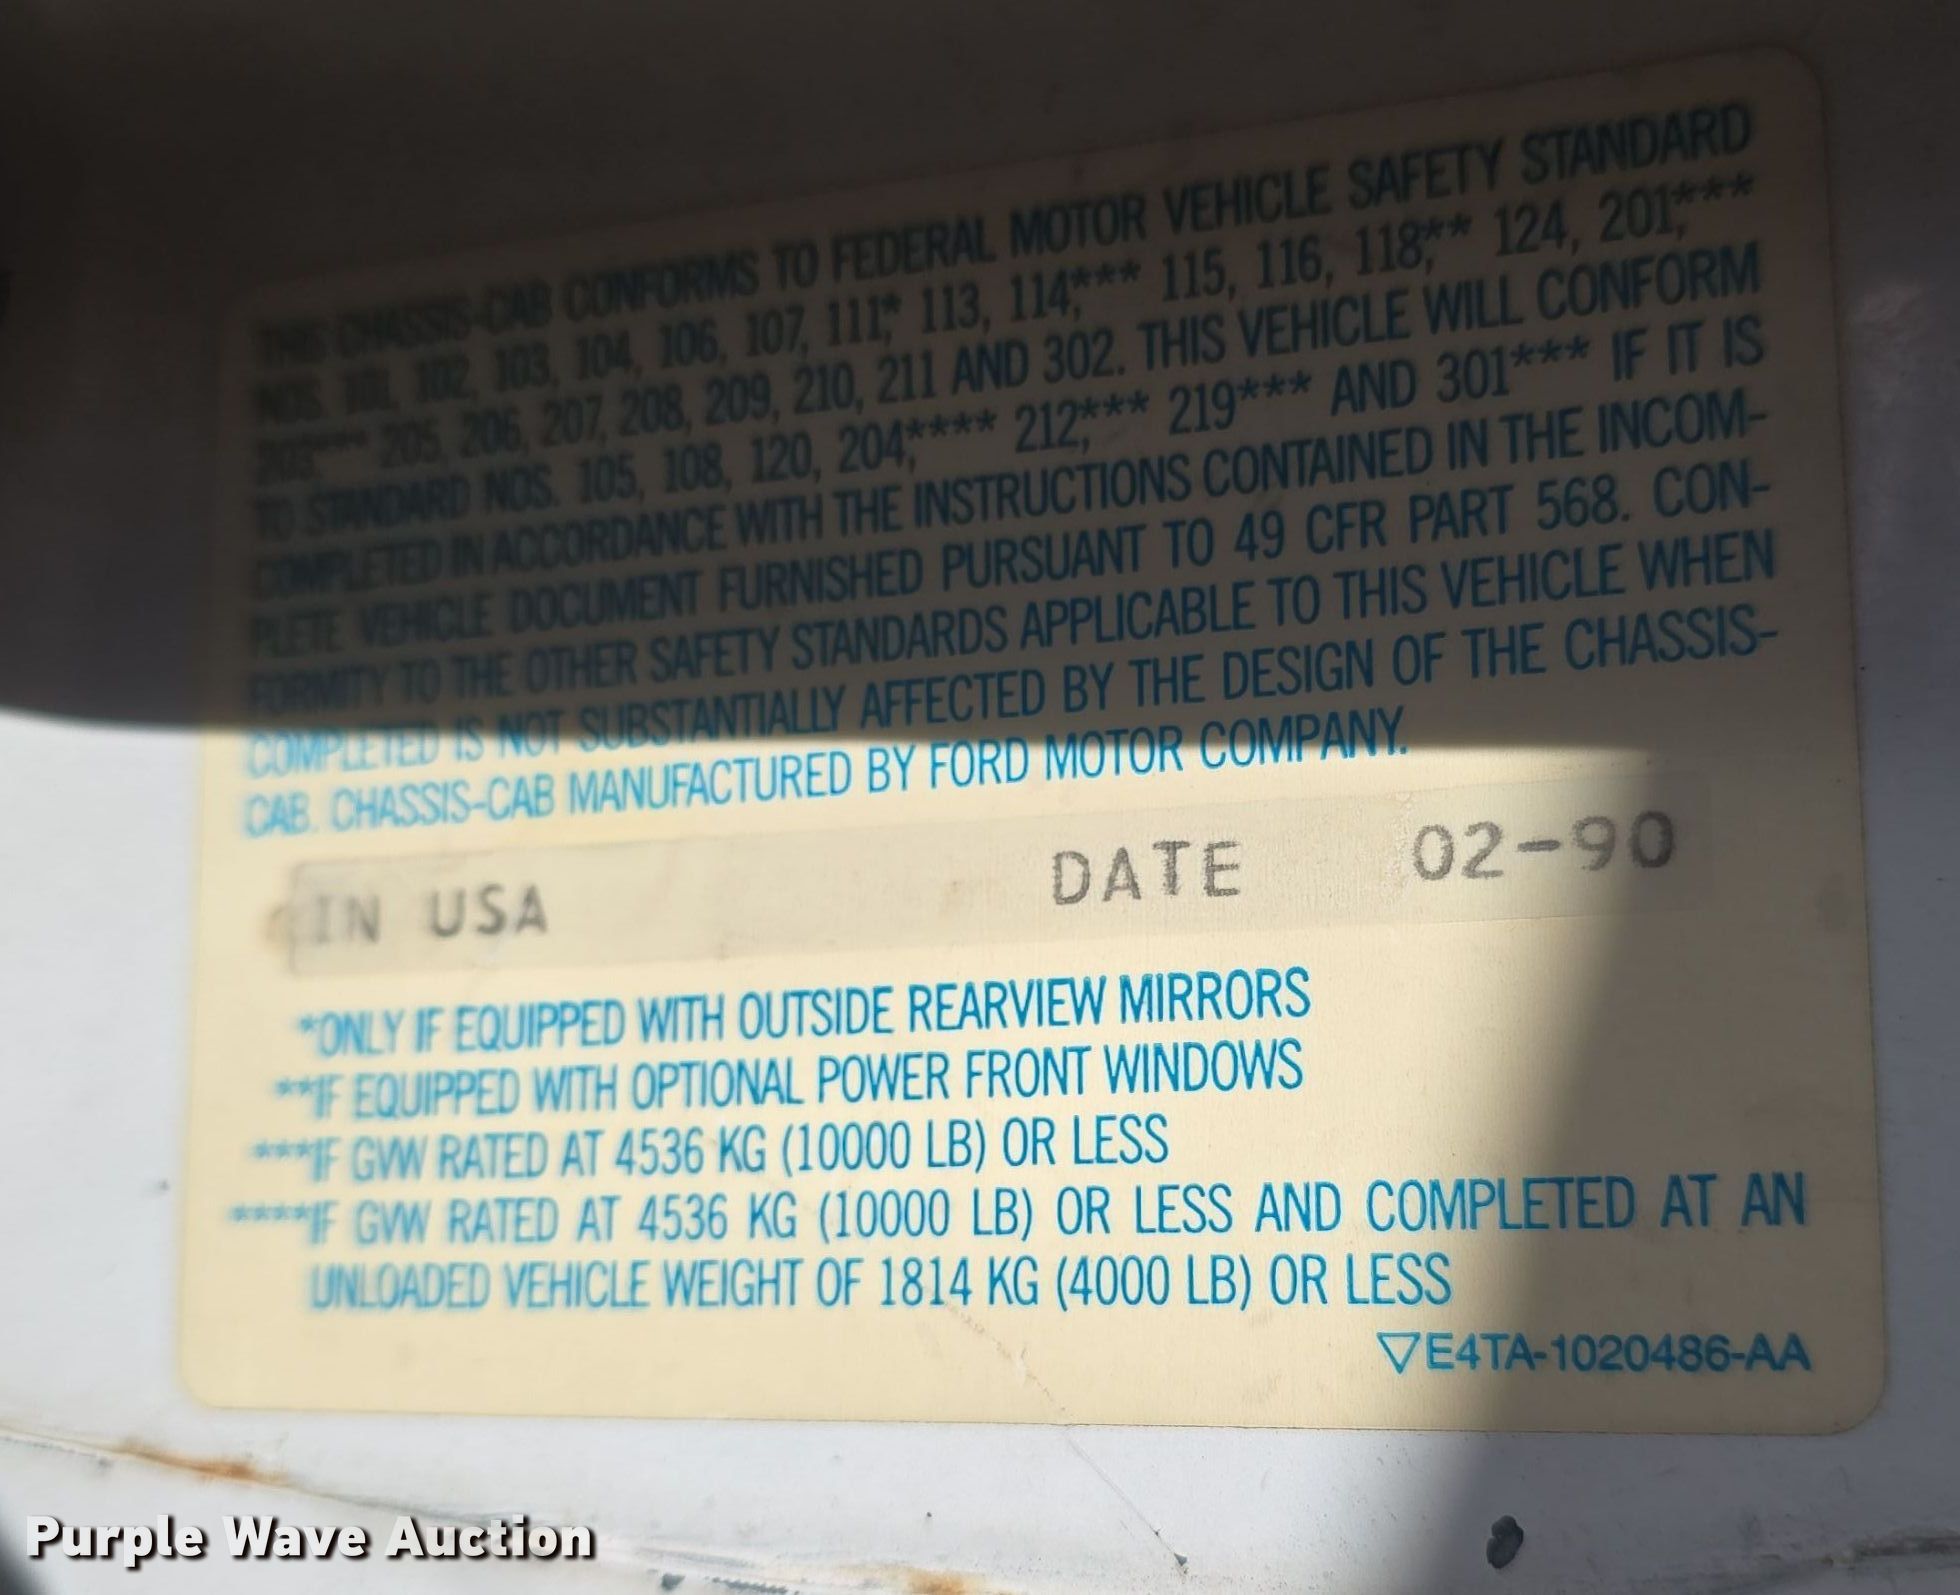 THIS CHASSIS-CAB CONFORMS TO FEDERAL MOTOR VEHICLE SAFETY STANDARD
NOS. 101, 102, 103, 104, 106, 107, 111,* 113, 114,*** 115, 116, 118,** 124, 201,***
203,*** 205, 206, 207, 208, 209, 210, 211 AND 302. THIS VEHICLE WILL CONFORM
TO STANDARD NOS. 105, 108, 120, 204,**** 212,*** 219*** AND 301*** IF IT IS
COMPLETED IN ACCORDANCE WITH THE INSTRUCTIONS CONTAINED IN THE INCOM-
PLETE VEHICLE DOCUMENT FURNISHED PURSUANT TO 49 CFR PART 568. CON-
FORMITY TO THE OTHER SAFETY STANDARDS APPLICABLE TO THIS VEHICLE WHEN
COMPLETED IS NOT SUBSTANTIALLY AFFECTED BY THE DESIGN OF THE CHASSIS-
CAB. CHASSIS-CAB MANUFACTURED BY FORD MOTOR COMPANY.
IN USA DATE 02-90
*ONLY IF EQUIPPED WITH OUTSIDE REARVIEW MIRRORS
**IF EQUIPPED WITH OPTIONAL POWER FRONT WINDOWS
***IF GVW RATED AT 4536 KG (10000 LB) OR LESS
****IF GVW RATED AT 4536 KG (10000 LB) OR LESS AND COMPLETED AT AN
UNLOADED VEHICLE WEIGHT OF 1814 KG (4000 LB) OR LESS
▽E4TA-1020486-AA
Purple Wave Auction